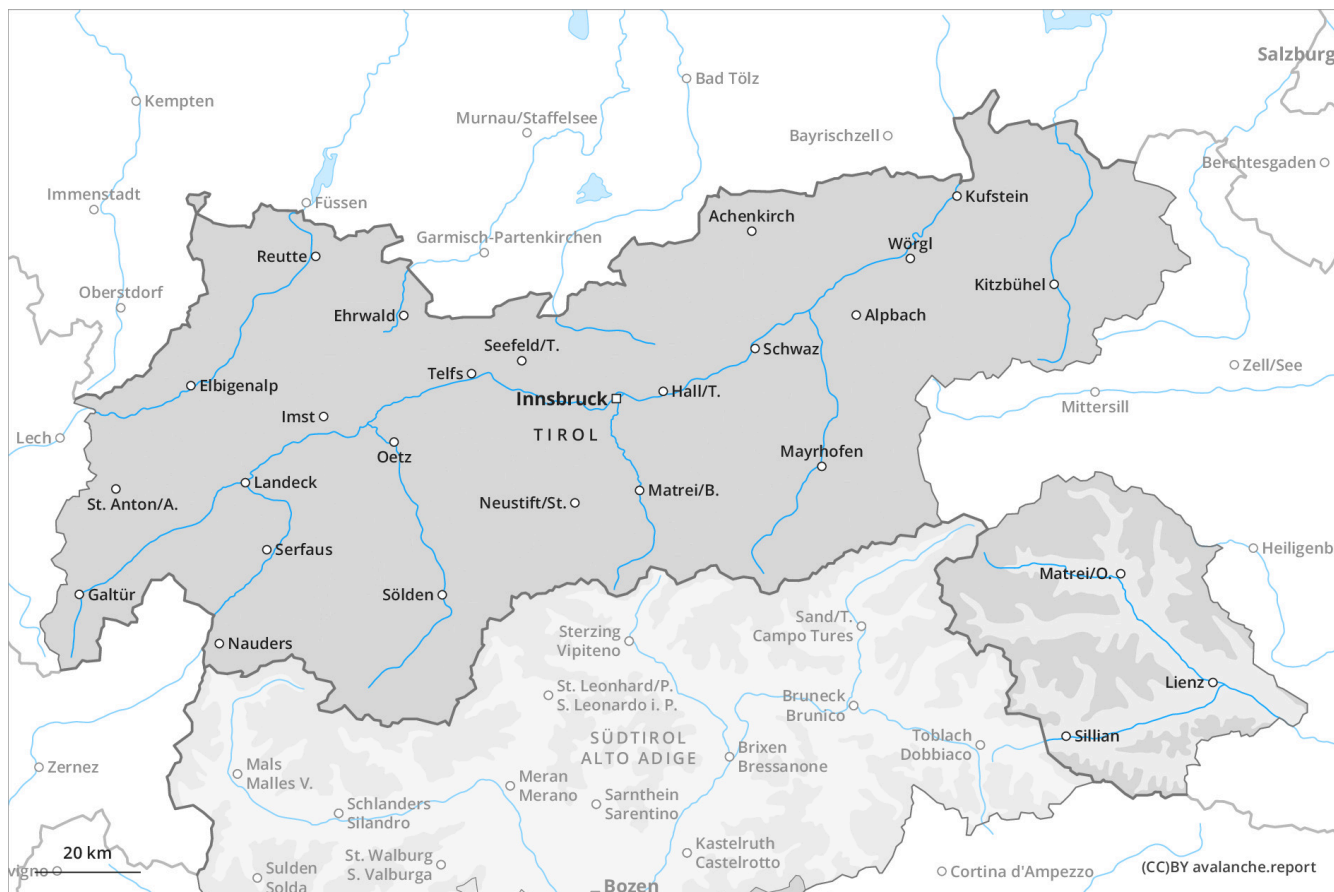 Salzburg
Bad Tölz
Kempten
Murnau/Staffelsee
Bayrischzell
Berchtesgaden
Immenstadt
Füssen
Kufstein
Achenkirch
Garmisch-Partenkirchen
Wörgl
Reutte
Kitzbühel
Oberstdorf
Ehrwald
Alpbach
Seefeld/T.
Schwaz
Zell/See
Telfs
Elbigenalp
Hall/T.
Innsbruck
Mittersill
Imst
Lech
TIROL
Oetz
Mayrhofen
Landeck
Matrei/B.
St. Anton/A.
Neustift/St.
Serfaus
Heiligenb
Matrei/O.
Galtür
Sölden
Sand/T.
Campo Tures
Sterzing
Vipiteno
Nauders
Lienz
St. Leonhard/P.
S. Leonardo i. P.
Bruneck
Brunico
Sillian
SÜDTIROL
ALTO ADIGE
Toblach
Dobbiaco
Brixen
Bressanone
Zernez
Mals
Malles V.
Meran
Merano
Schlanders
Silandro
Sarnthein
Sarentino
Kastelruth
Castelrotto
20 km
St. Walburg
S. Valburga
vigno
Sulden
Solda
Cortina d'Ampezzo
(CC)BY avalanche.report
Bozen